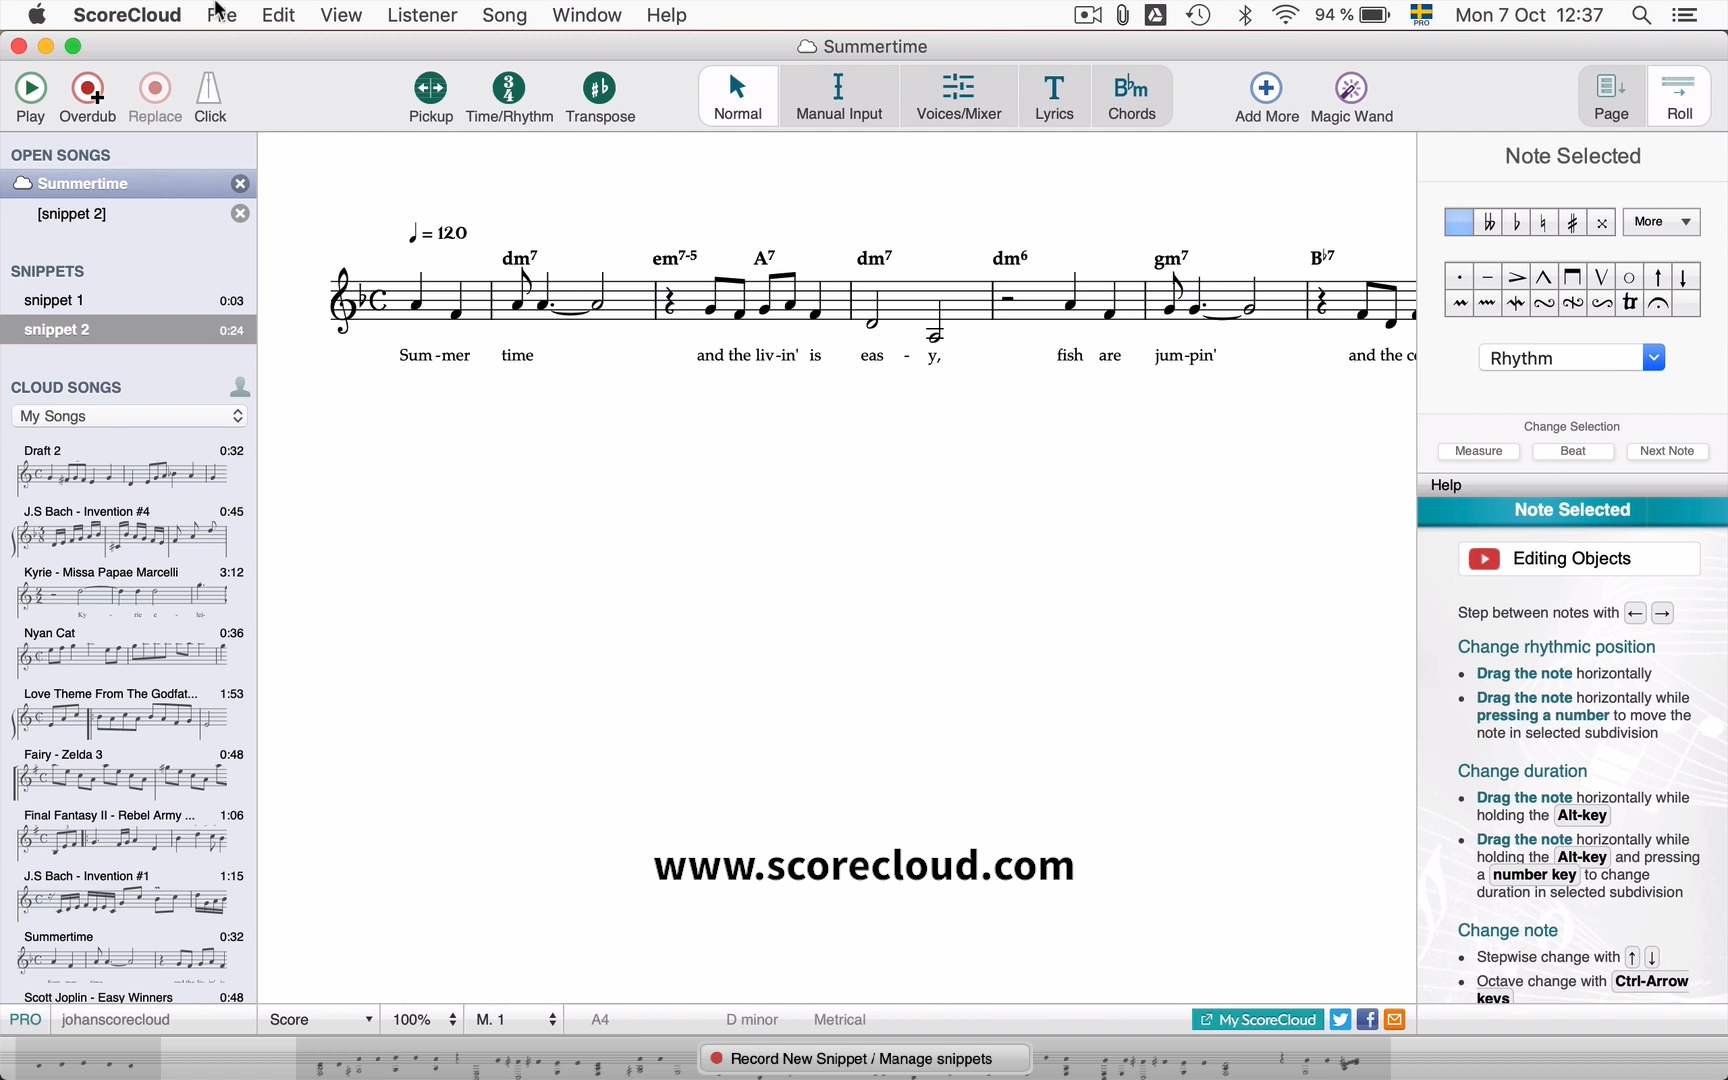 ScoreCloud File Edit View Listener Song Window Help 94 % PRO Mon 7 Oct 12:37
Summertime
Play Overdub Replace Click Pickup Time/Rhythm Transpose Normal Manual Input Voices/Mixer Lyrics Chords Add More Magic Wand Page Roll
OPEN SONGS
Summertime
[snippet 2]
SNIPPETS
snippet 1 0:03
snippet 2 0:24
CLOUD SONGS
My Songs
Draft 2 0:32
J.S Bach - Invention #4 0:45
Kyrie - Missa Papae Marcelli 3:12
Nyan Cat 0:36
Love Theme From The Godfat... 1:53
Fairy - Zelda 3 0:48
Final Fantasy II - Rebel Army ... 1:06
J.S Bach - Invention #1 1:15
Summertime 0:32
Scott Joplin - Easy Winners 0:48
= 120
dm7 em7-5 A7 dm7 dm6 gm7 B♭7
Sum-mer time and the liv-in' is eas - y, fish are jum-pin' and the
www.scorecloud.com
Note Selected
More
Rhythm
Change Selection
Measure Beat Next Note
Help
Note Selected
Editing Objects
Step between notes with ← →
Change rhythmic position
• Drag the note horizontally
• Drag the note horizontally while
pressing a number to move the
note in selected subdivision
Change duration
• Drag the note horizontally while
holding the Alt-key
• Drag the note horizontally while
holding the Alt-key and pressing
a number key to change
duration in selected subdivision
Change note
• Stepwise change with ↑ ↓
• Octave change with Ctrl-Arrow
keys
PRO johanscorecloud Score 100% M. 1 A4 D minor Metrical My ScoreCloud
Record New Snippet / Manage snippets